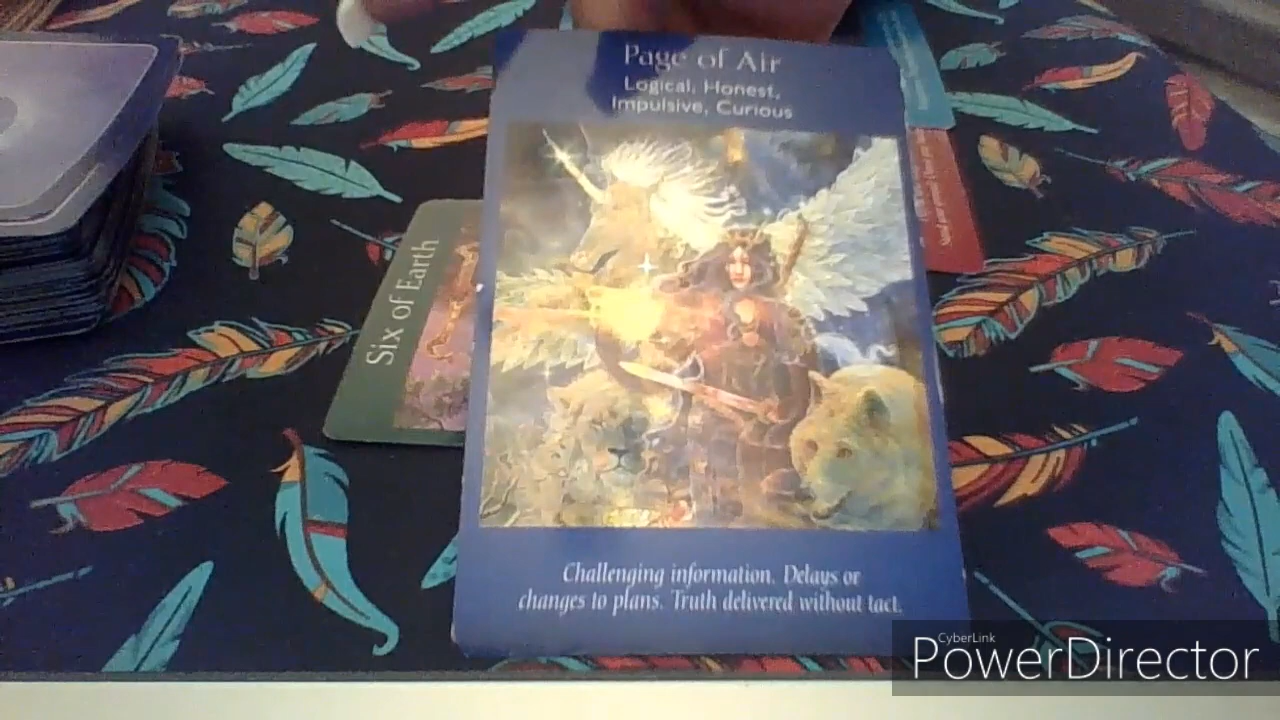 Page of Air
Logical, Honest,
Impulsive, Curious
Six of Earth
Challenging information. Delays or
changes to plans. Truth delivered without tact.
CyberLink
PowerDirector